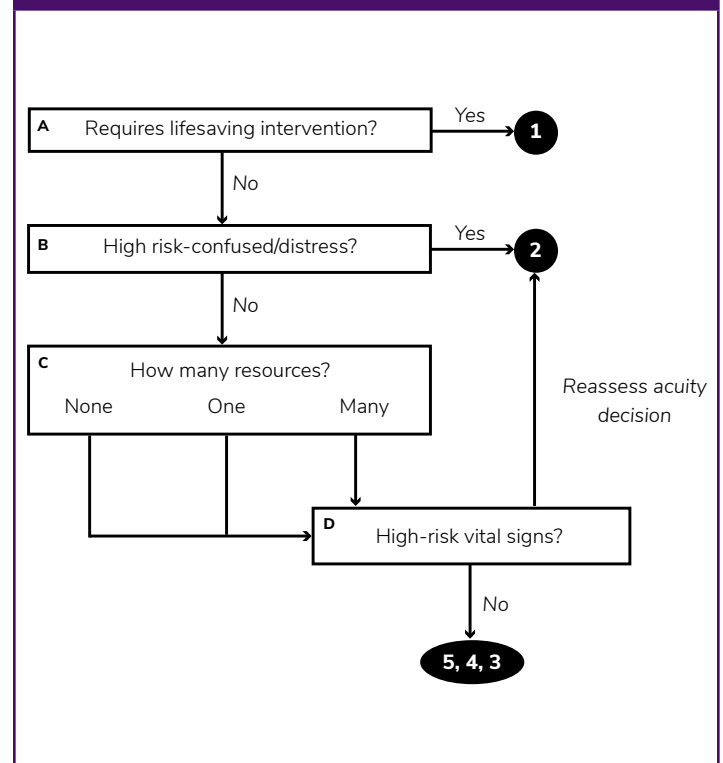 A Requires lifesaving intervention? Yes 1
No
B High risk-confused/distress? Yes 2
No
C How many resources?
None One Many
Reassess acuity
decision
D High-risk vital signs?
No
5, 4, 3